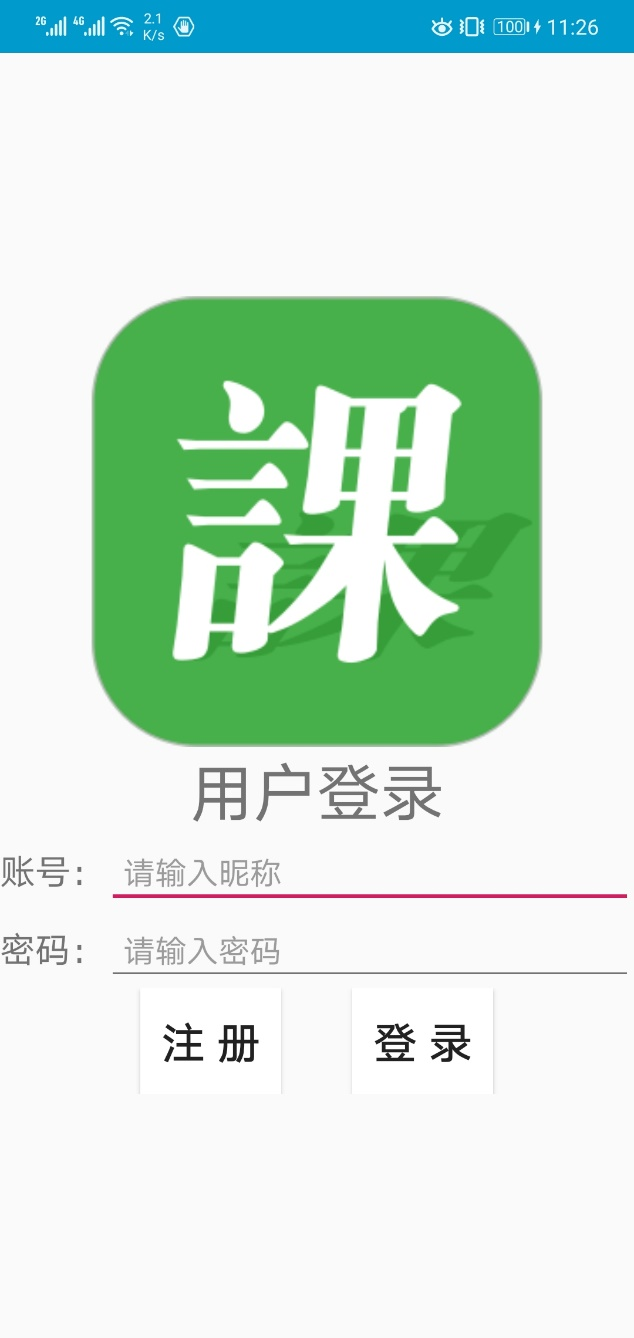 2G 4G 2.1 K/s 100 11:26
課
用户登录
账号: 请输入昵称
密码: 请输入密码
注 册 登 录